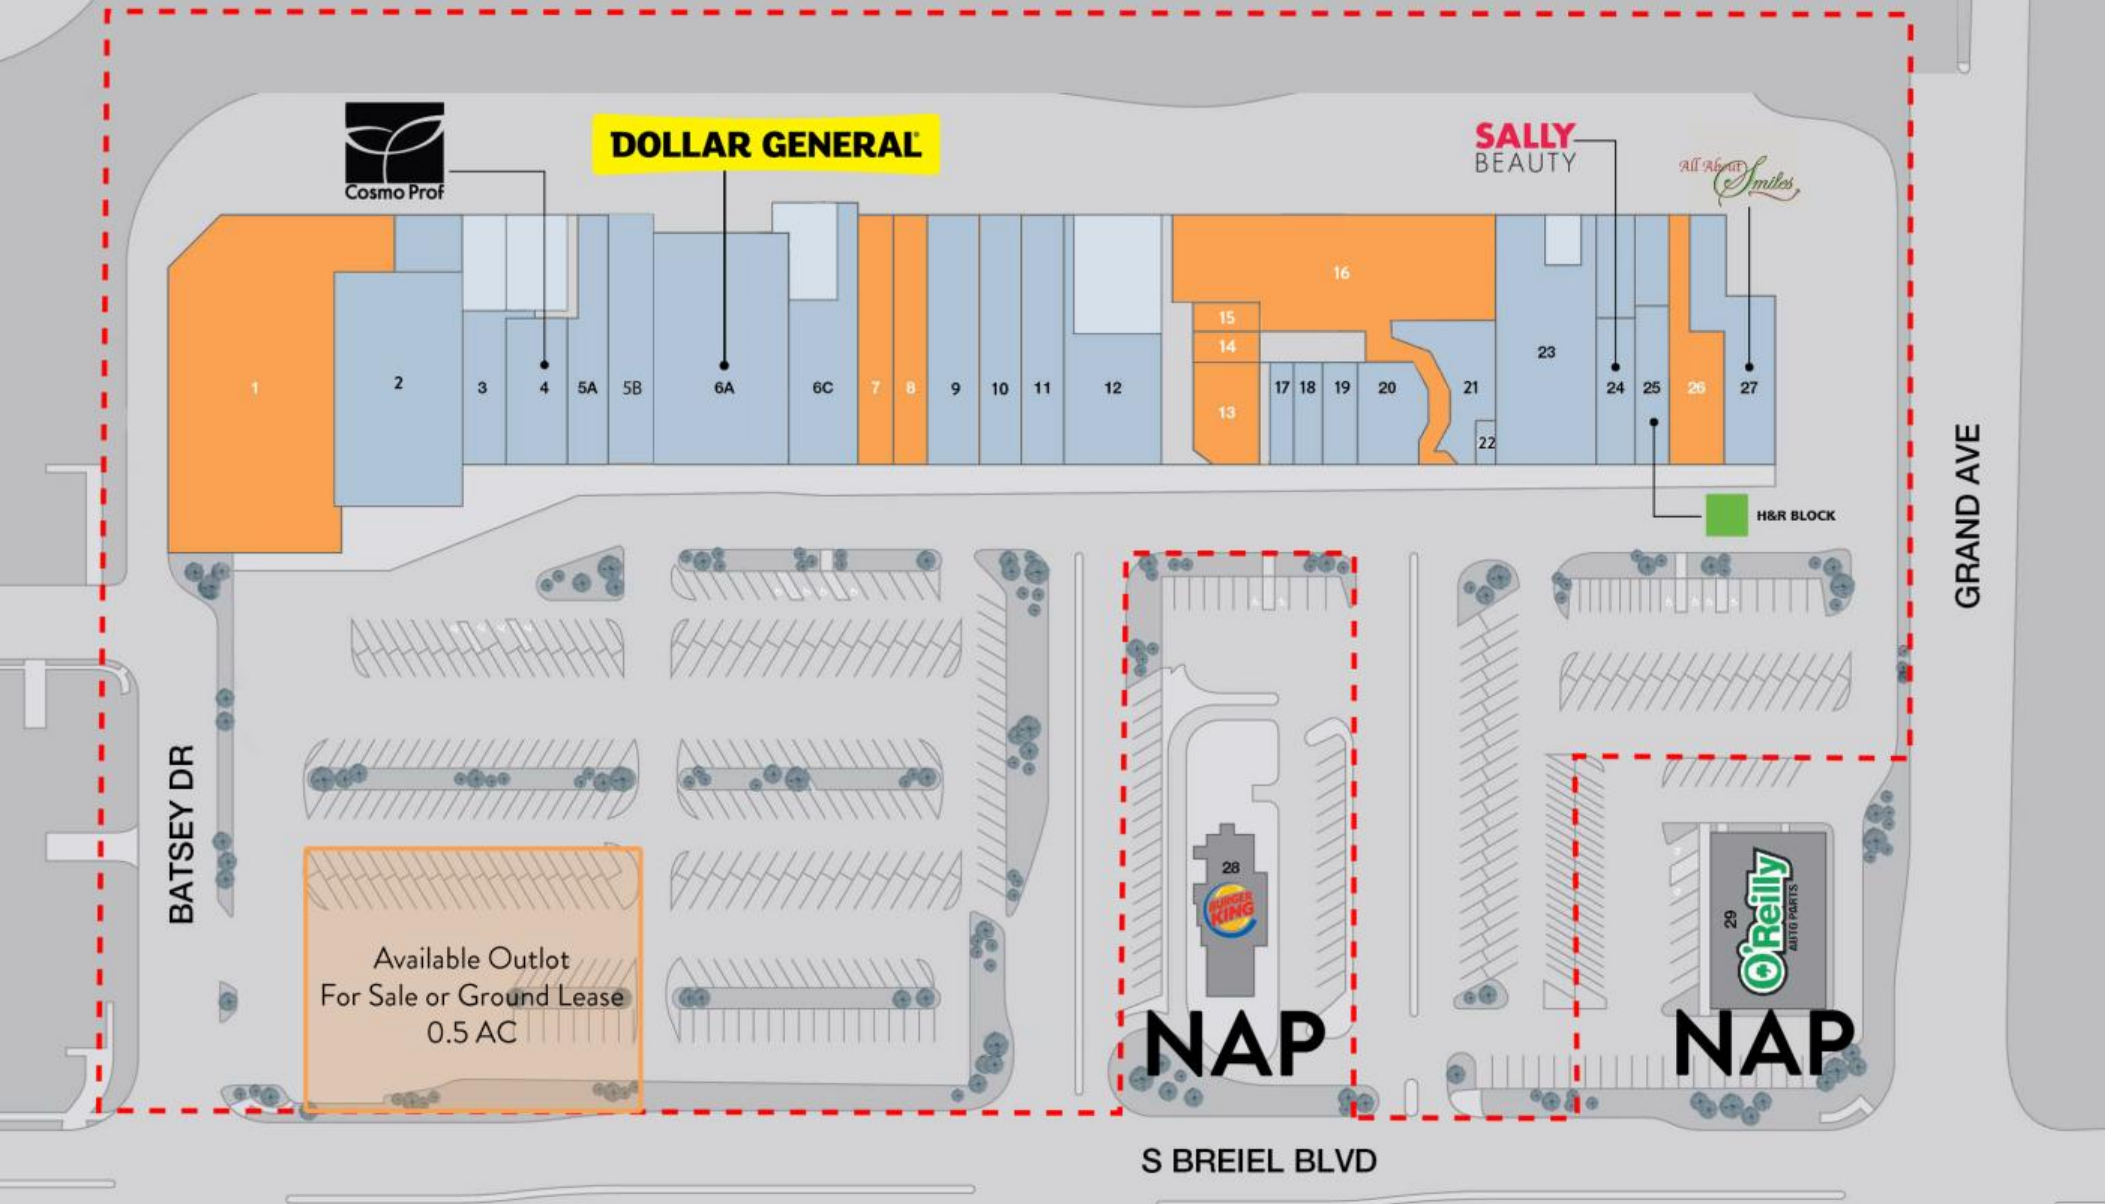 Cosmo Prof
DOLLAR GENERAL
SALLY
BEAUTY
All About
Smiles
1
2
3
4
5A
5B
6A
6C
7
8
9
10
11
12
13
14
15
16
17
18
19
20
21
22
23
24
25
26
27
H&R BLOCK
GRAND AVE
BATSEY DR
Available Outlot
For Sale or Ground Lease
0.5 AC
28
BURGER
KING
NAP
29
O'Reilly
AUTO PARTS
NAP
S BREIEL BLVD